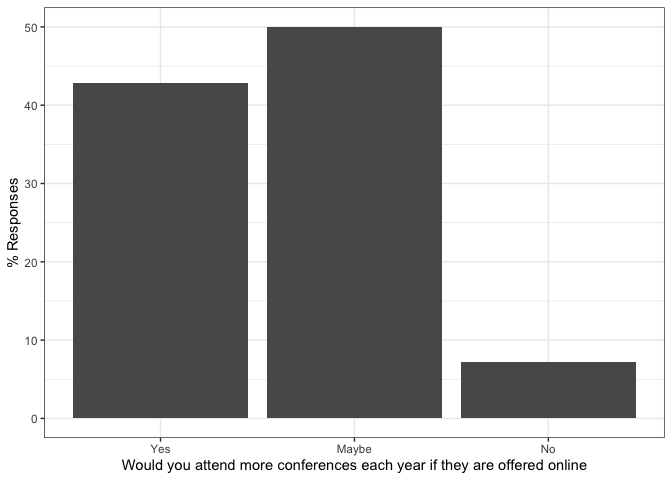 % Responses
50
40
30
20
10
0
Yes Maybe No
Would you attend more conferences each year if they are offered online